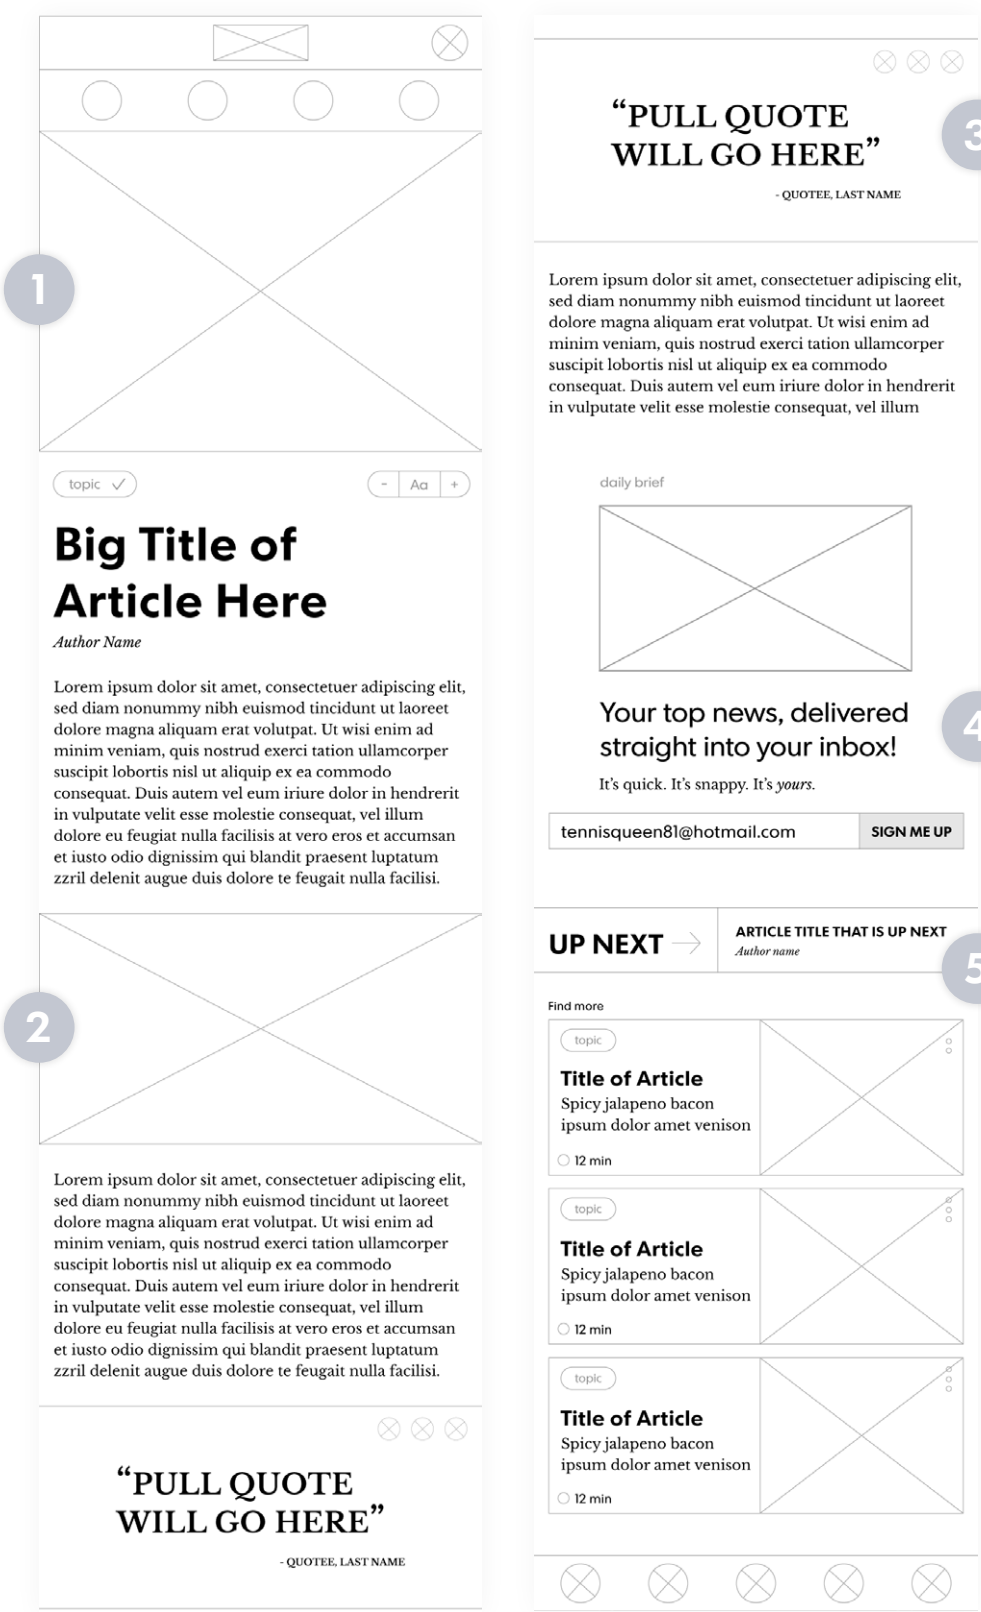 1
topic
- Aa +
Big Title of
Article Here
Author Name
Lorem ipsum dolor sit amet, consectetuer adipiscing elit,
sed diam nonummy nibh euismod tincidunt ut laoreet
dolore magna aliquam erat volutpat. Ut wisi enim ad
minim veniam, quis nostrud exerci tation ullamcorper
suscipit lobortis nisl ut aliquip ex ea commodo
consequat. Duis autem vel eum iriure dolor in hendrerit
in vulputate velit esse molestie consequat, vel illum
dolore eu feugiat nulla facilisis at vero eros et accumsan
et iusto odio dignissim qui blandit praesent luptatum
zzril delenit augue duis dolore te feugait nulla facilisi.
2
Lorem ipsum dolor sit amet, consectetuer adipiscing elit,
sed diam nonummy nibh euismod tincidunt ut laoreet
dolore magna aliquam erat volutpat. Ut wisi enim ad
minim veniam, quis nostrud exerci tation ullamcorper
suscipit lobortis nisl ut aliquip ex ea commodo
consequat. Duis autem vel eum iriure dolor in hendrerit
in vulputate velit esse molestie consequat, vel illum
dolore eu feugiat nulla facilisis at vero eros et accumsan
et iusto odio dignissim qui blandit praesent luptatum
zzril delenit augue duis dolore te feugait nulla facilisi.
“PULL QUOTE
WILL GO HERE”
- QUOTEE, LAST NAME
“PULL QUOTE
WILL GO HERE”
- QUOTEE, LAST NAME
3
Lorem ipsum dolor sit amet, consectetuer adipiscing elit,
sed diam nonummy nibh euismod tincidunt ut laoreet
dolore magna aliquam erat volutpat. Ut wisi enim ad
minim veniam, quis nostrud exerci tation ullamcorper
suscipit lobortis nisl ut aliquip ex ea commodo
consequat. Duis autem vel eum iriure dolor in hendrerit
in vulputate velit esse molestie consequat, vel illum
daily brief
Your top news, delivered
straight into your inbox!
4
It’s quick. It’s snappy. It’s yours.
tennisqueen81@hotmail.com SIGN ME UP
UP NEXT
ARTICLE TITLE THAT IS UP NEXT
Author name
5
Find more
topic
Title of Article
Spicy jalapeno bacon
ipsum dolor amet venison
12 min
topic
Title of Article
Spicy jalapeno bacon
ipsum dolor amet venison
12 min
topic
Title of Article
Spicy jalapeno bacon
ipsum dolor amet venison
12 min